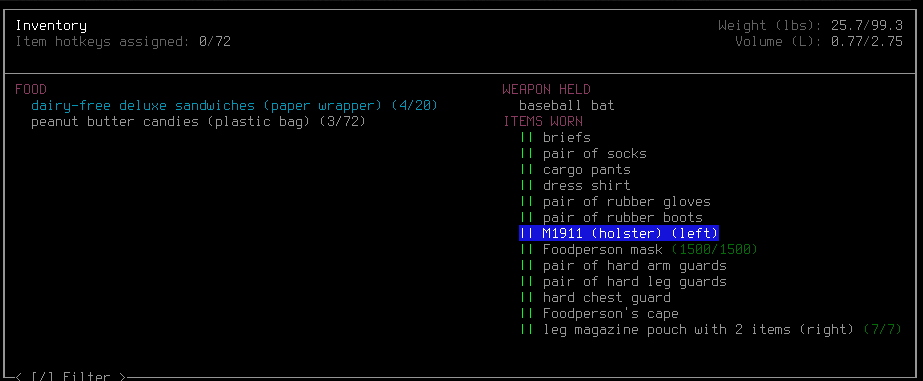 Inventory
Item hotkeys assigned: 0/72
Weight (lbs): 25.7/99.3
Volume (L): 0.77/2.75
FOOD
dairy-free deluxe sandwiches (paper wrapper) (4/20)
peanut butter candies (plastic bag) (3/72)
WEAPON HELD
baseball bat
ITEMS WORN
|| briefs
|| pair of socks
|| cargo pants
|| dress shirt
|| pair of rubber gloves
|| pair of rubber boots
|| M1911 (holster) (left)
|| Foodperson mask (1500/1500)
|| pair of hard arm guards
|| pair of hard leg guards
|| hard chest guard
|| Foodperson's cape
|| leg magazine pouch with 2 items (right) (7/7)
< [/] Filter >